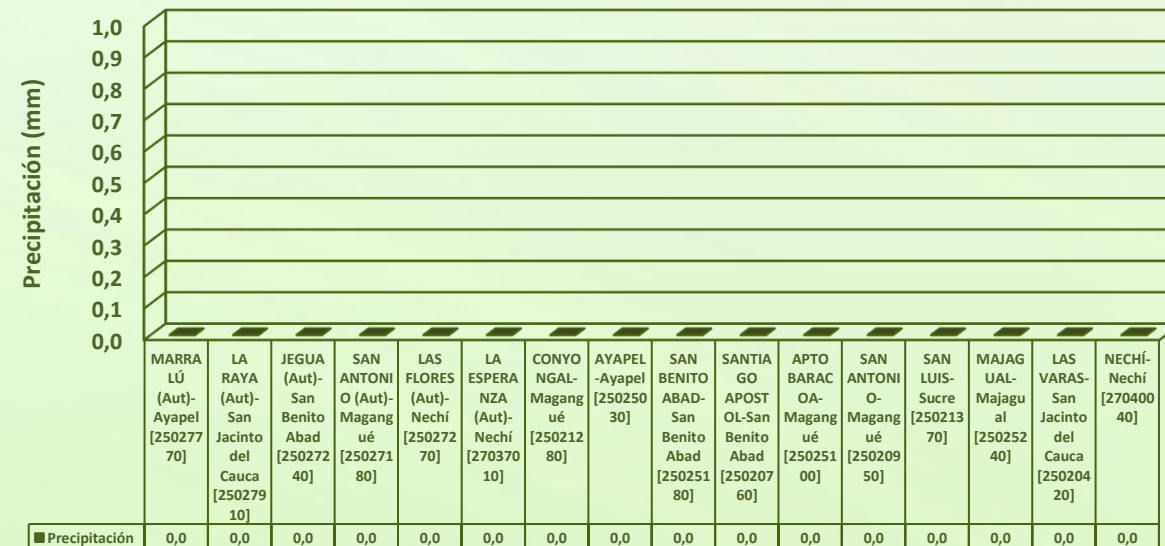 Precipitación (mm)
1,0
0,9
0,8
0,7
0,6
0,5
0,4
0,3
0,2
0,1
0,0
MARRA
LÚ
(Aut)-
Ayapel
[250277
70]
LA
RAYA
(Aut)-
San
Jacinto
del
Cauca
[250279
10]
JEGUA
(Aut)-
San
Benito
Abad
[250272
40]
SAN
ANTONI
O (Aut)-
Magang
ué
[250271
80]
LAS
FLORES
(Aut)-
Nechí
[250272
70]
LA
ESPERA
NZA
(Aut)-
Nechí
[270370
10]
CONYO
NGAL-
Magang
ué
[250212
80]
AYAPEL
-Ayapel
[250250
30]
SAN
BENITO
ABAD-
San
Benito
Abad
[250251
80]
SANTIA
GO
APOST
OL-San
Benito
Abad
[250207
60]
APTO
BARAC
OA-
Magang
ué
[250251
00]
SAN
ANTONI
O-
Magang
ué
[250209
50]
SAN
LUIS-
Sucre
[250213
70]
MAJAG
UAL-
Majagu
al
[250252
40]
LAS
VARAS-
San
Jacinto
del
Cauca
[250204
20]
NECHÍ-
Nechí
[270400
40]
Precipitación 0,0 0,0 0,0 0,0 0,0 0,0 0,0 0,0 0,0 0,0 0,0 0,0 0,0 0,0 0,0 0,0